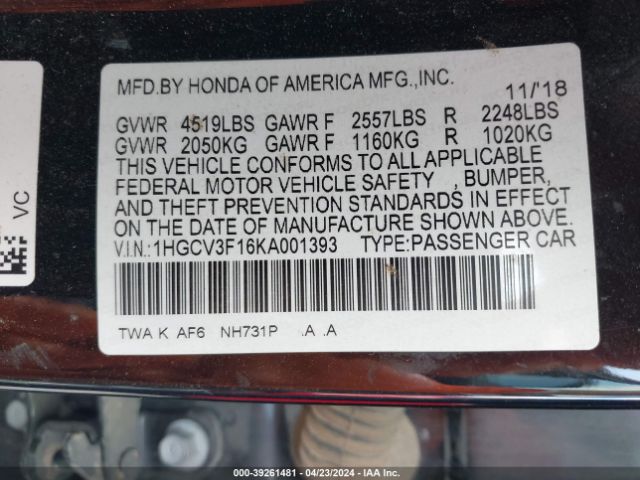 MFD.BY HONDA OF AMERICA MFG.,INC.
11/'18
GVWR 4519LBS GAWR F 2557LBS R 2248LBS
GVWR 2050KG GAWR F 1160KG R 1020KG
THIS VEHICLE CONFORMS TO ALL APPLICABLE
FEDERAL MOTOR VEHICLE SAFETY , BUMPER,
AND THEFT PREVENTION STANDARDS IN EFFECT
ON THE DATE OF MANUFACTURE SHOWN ABOVE.
V.I.N.: 1HGCV3F16KA001393 TYPE:PASSENGER CAR
TWA K AF6 NH731P .A .A
VC
000-39261481 - 04/23/2024 - IAA Inc.